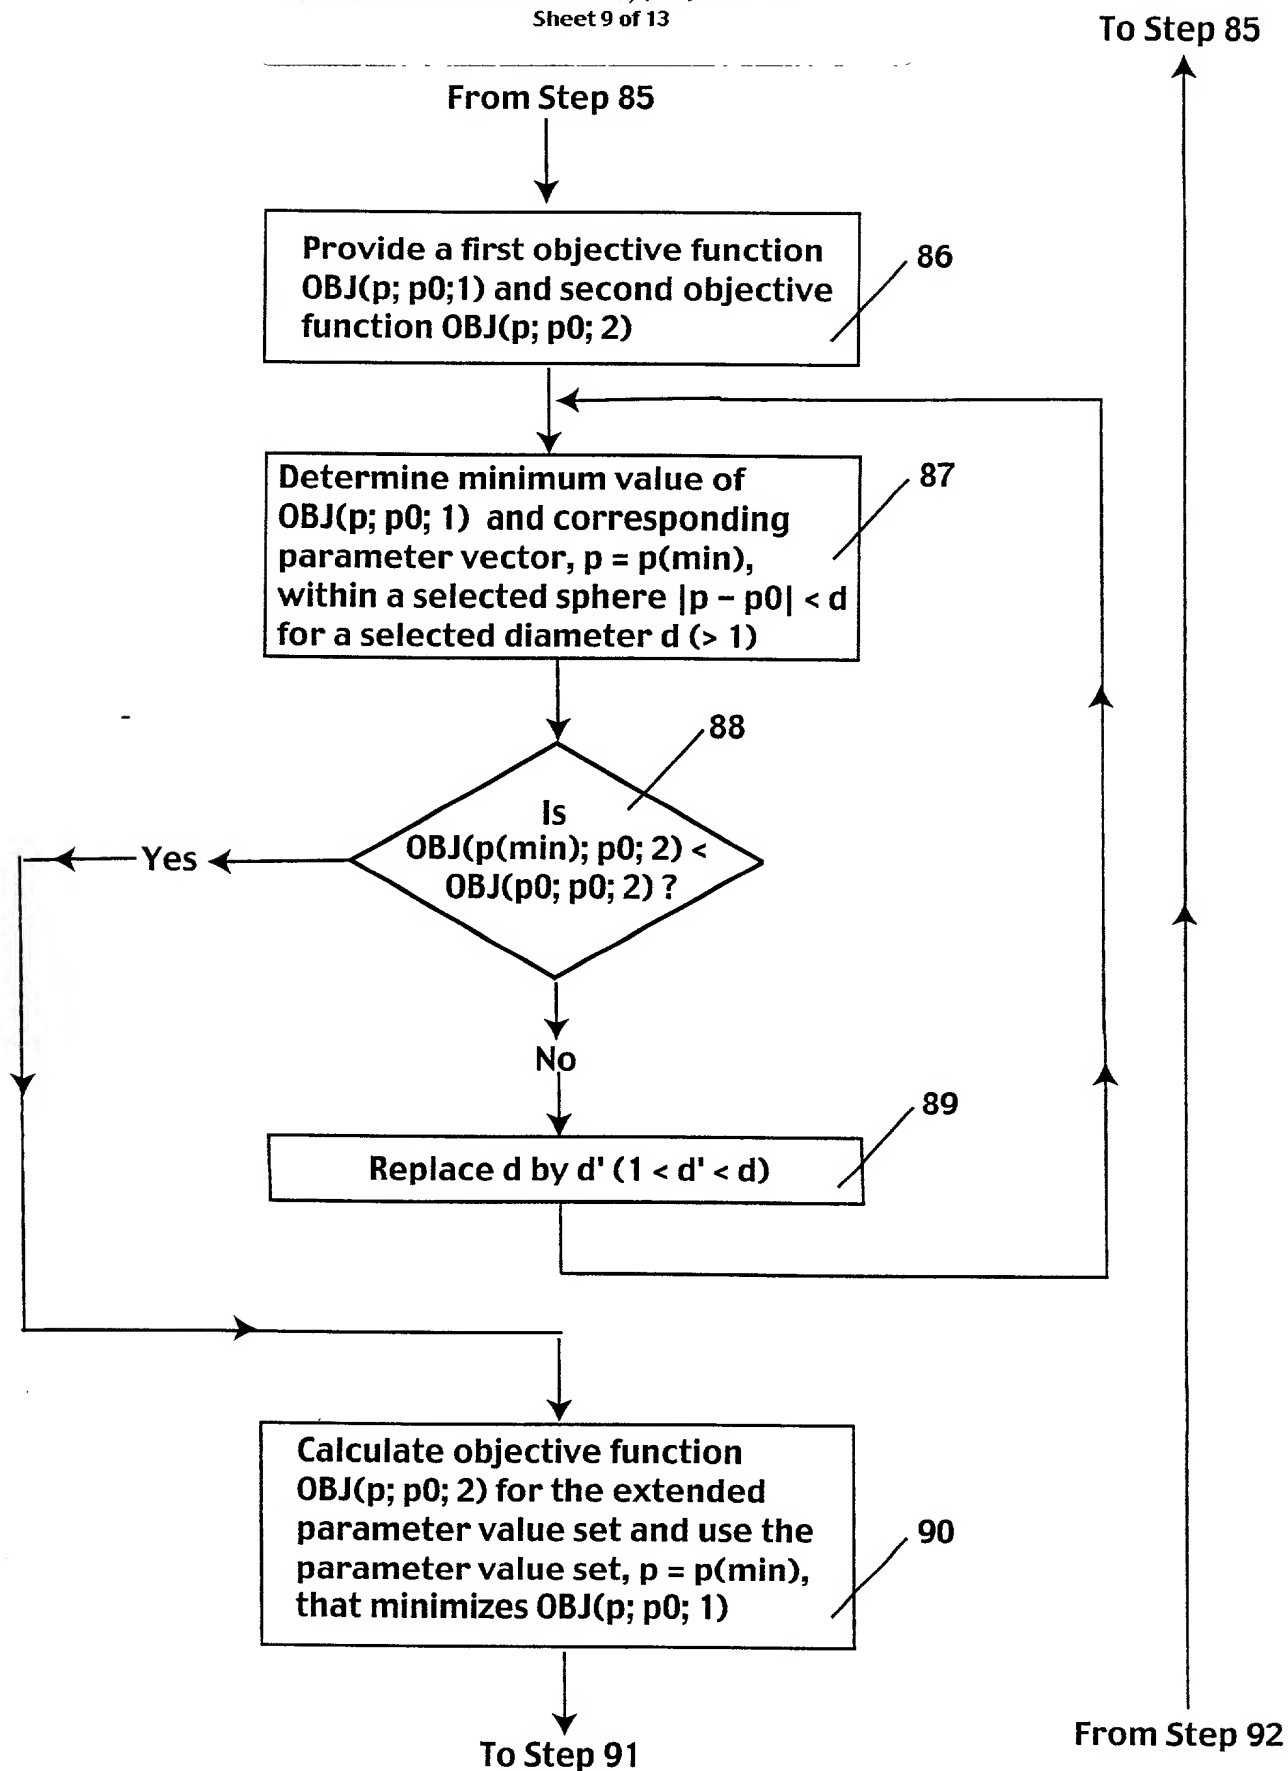 Sheet 9 of 13
To Step 85
From Step 85
Provide a first objective function
OBJ(p; p0;1) and second objective
function OBJ(p; p0; 2)
86
Determine minimum value of
OBJ(p; p0; 1) and corresponding
parameter vector, p = p(min),
within a selected sphere |p – p0| < d
for a selected diameter d (> 1)
87
88
Is
OBJ(p(min); p0; 2) <
OBJ(p0; p0; 2) ?
Yes
No
89
Replace d by d' (1 < d' < d)
Calculate objective function
OBJ(p; p0; 2) for the extended
parameter value set and use the
parameter value set, p = p(min),
that minimizes OBJ(p; p0; 1)
90
To Step 91
From Step 92